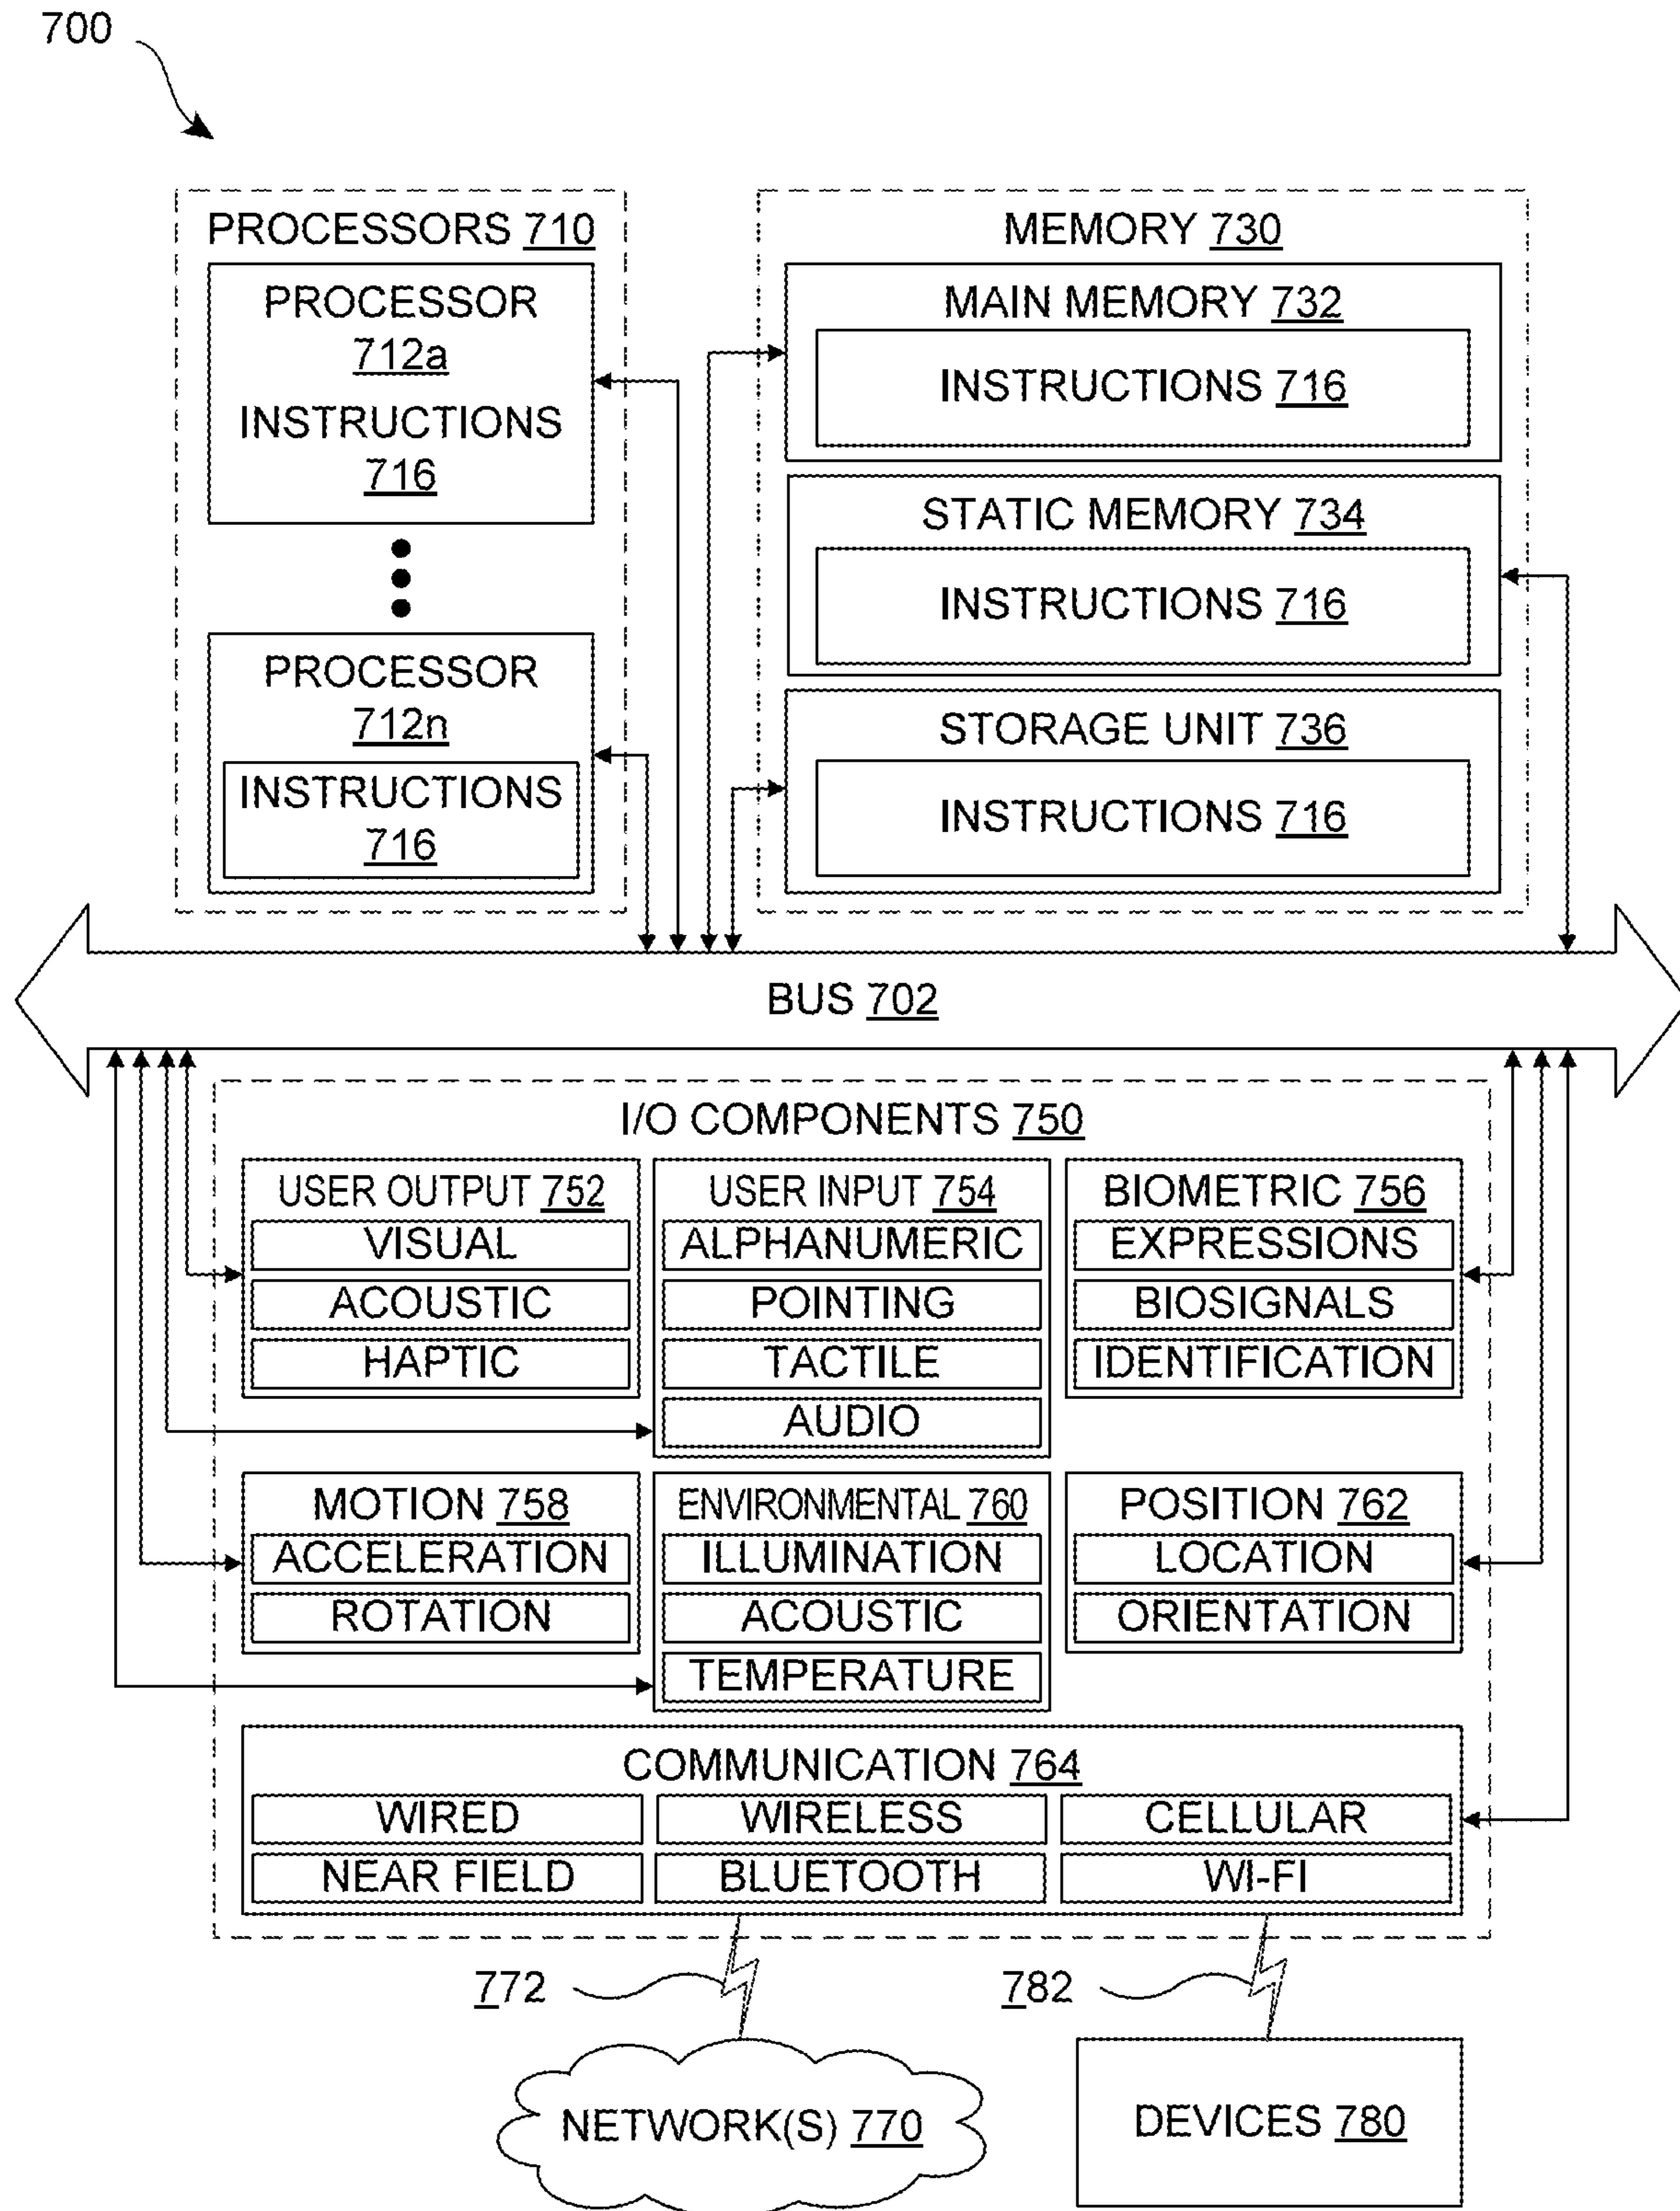 700
PROCESSORS 710
PROCESSOR
712a
INSTRUCTIONS
716
PROCESSOR
712n
INSTRUCTIONS
716
MEMORY 730
MAIN MEMORY 732
INSTRUCTIONS 716
STATIC MEMORY 734
INSTRUCTIONS 716
STORAGE UNIT 736
INSTRUCTIONS 716
BUS 702
I/O COMPONENTS 750
USER OUTPUT 752
VISUAL
ACOUSTIC
HAPTIC
USER INPUT 754
ALPHANUMERIC
POINTING
TACTILE
AUDIO
BIOMETRIC 756
EXPRESSIONS
BIOSIGNALS
IDENTIFICATION
MOTION 758
ACCELERATION
ROTATION
ENVIRONMENTAL 760
ILLUMINATION
ACOUSTIC
TEMPERATURE
POSITION 762
LOCATION
ORIENTATION
COMMUNICATION 764
WIRED
WIRELESS
CELLULAR
NEAR FIELD
BLUETOOTH
WI-FI
772
782
NETWORK(S) 770
DEVICES 780